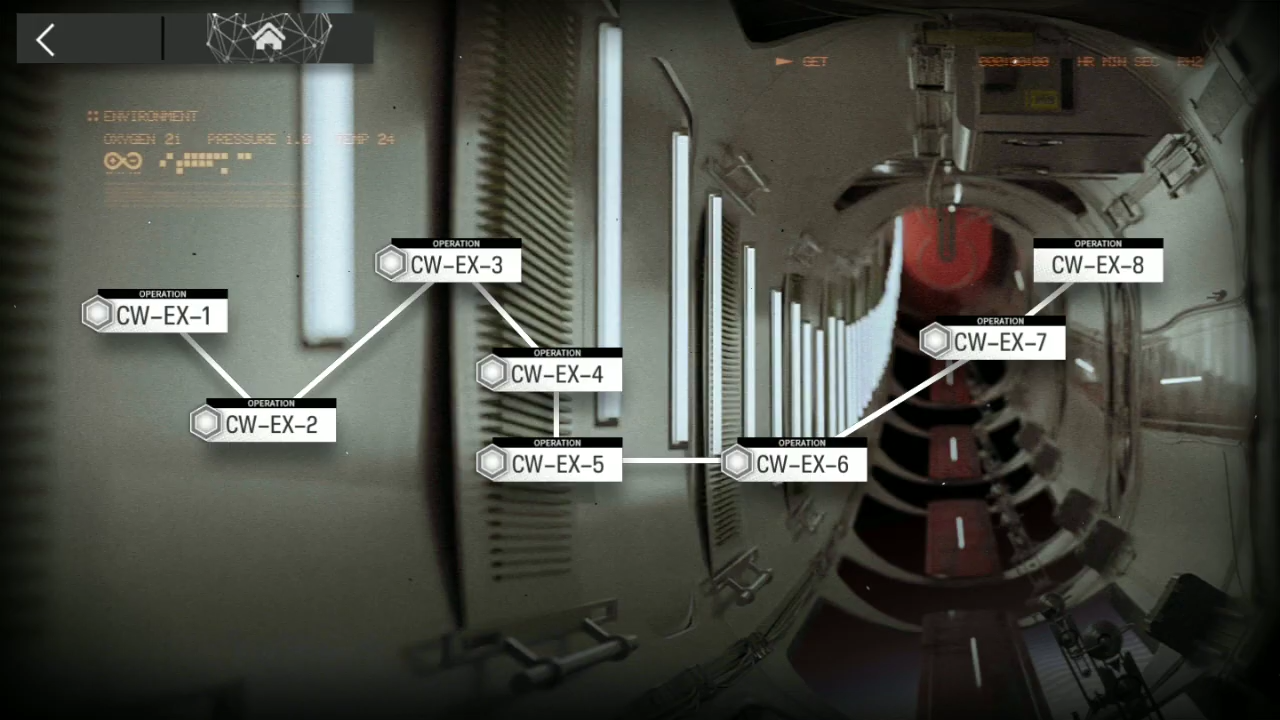 GET
HR MIN SEC
ENVIRONMENT
OXYGEN 21 PRESSURE 1.0 TEMP 24
OPERATION
CW-EX-3
OPERATION
CW-EX-8
OPERATION
CW-EX-1
OPERATION
CW-EX-7
OPERATION
CW-EX-4
OPERATION
CW-EX-2
OPERATION
CW-EX-5
OPERATION
CW-EX-6